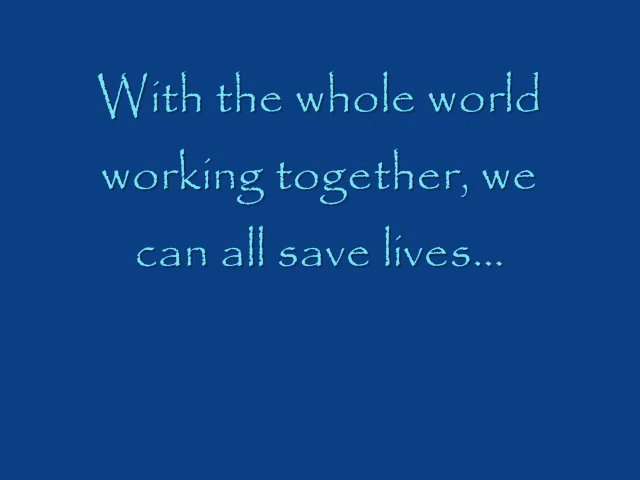 With the whole world
working together, we
can all save lives...